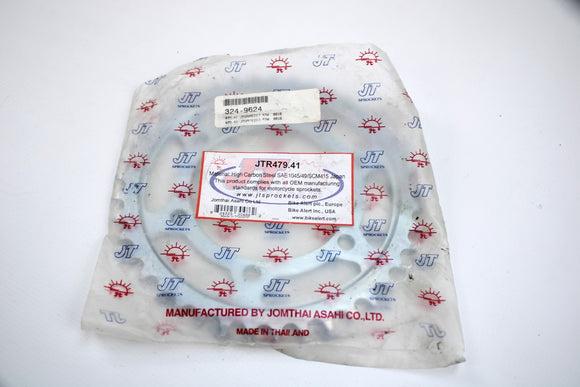 JT
SPROCKETS
324-9624
JTR479.41
Material: High Carbon Steel SAE1045/49/SCM415 Japan
This product complies with all OEM manufacturing
standards for motorcycle sprockets.
www.jtsprockets.com
Jomthai Asahi Co Ltd
Bike Alert plc., Europe
Bike Alert Inc., USA
www.bikealert.com
JT
SPROCKETS
MANUFACTURED BY JOMTHAI ASAHI CO.,LTD.
MADE IN THAILAND